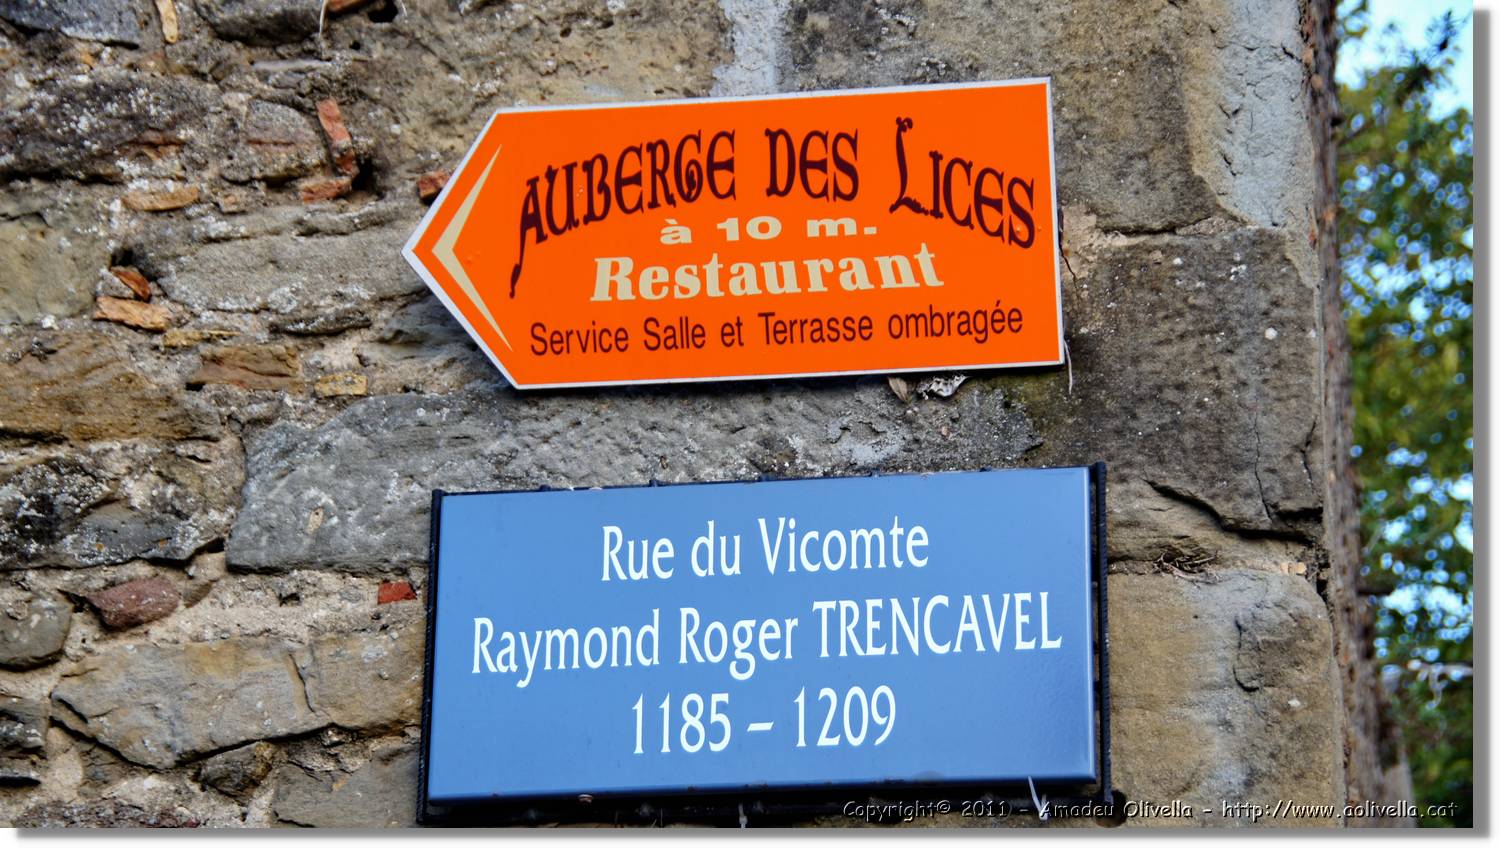 AUBERGE DES LICES
à 10 m.
Restaurant
Service Salle et Terrasse ombragée
Rue du Vicomte
Raymond Roger TRENCAVEL
1185 – 1209
Copyright© 2011 - Amadeu Olivella - http://www.aolivella.cat